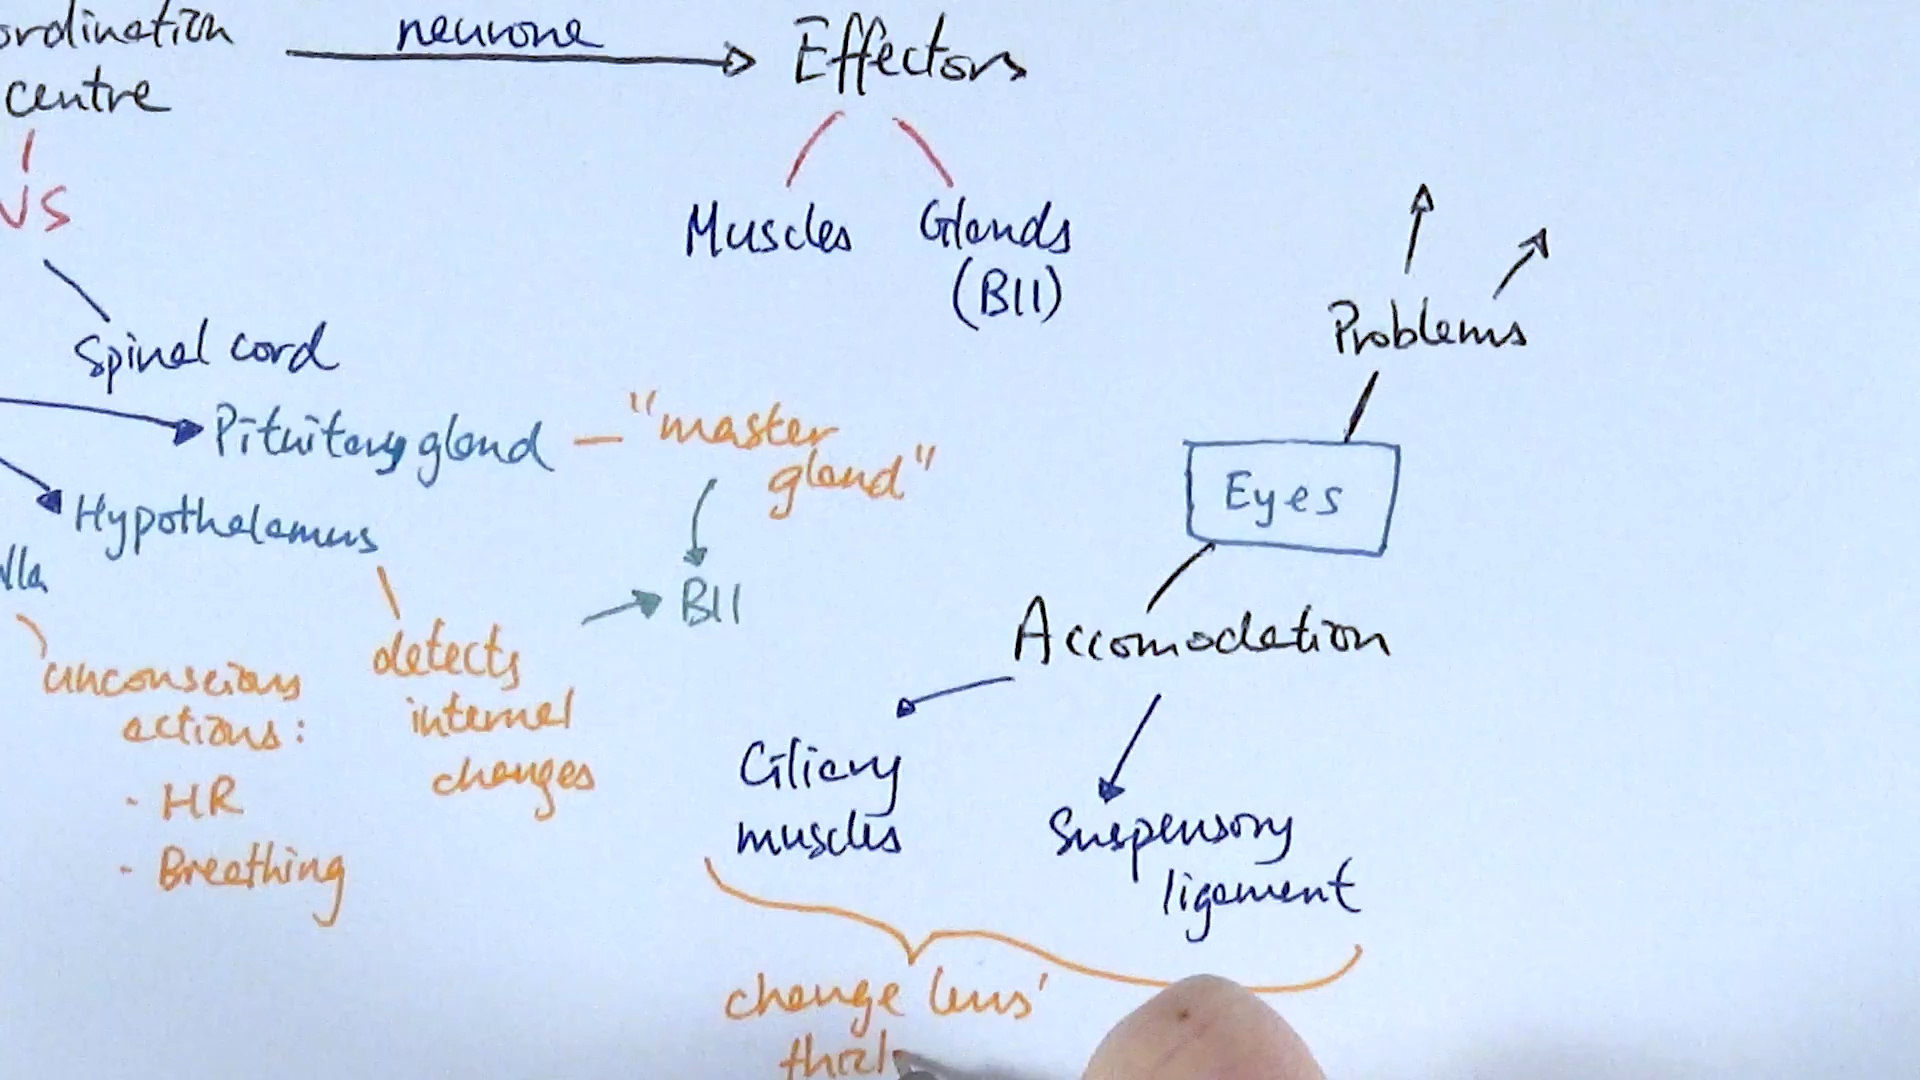 ordination
centre
neurone
Effectors
NS
Muscles
Glands
(B11)
Spinal cord
Problems
Pituitary gland
"master
gland"
Eyes
Hypothalamus
lla
B11
Accomodation
unconscious
actions:
- HR
- Breathing
detects
internal
changes
Ciliary
muscles
Suspensory
ligament
change lens'
thick